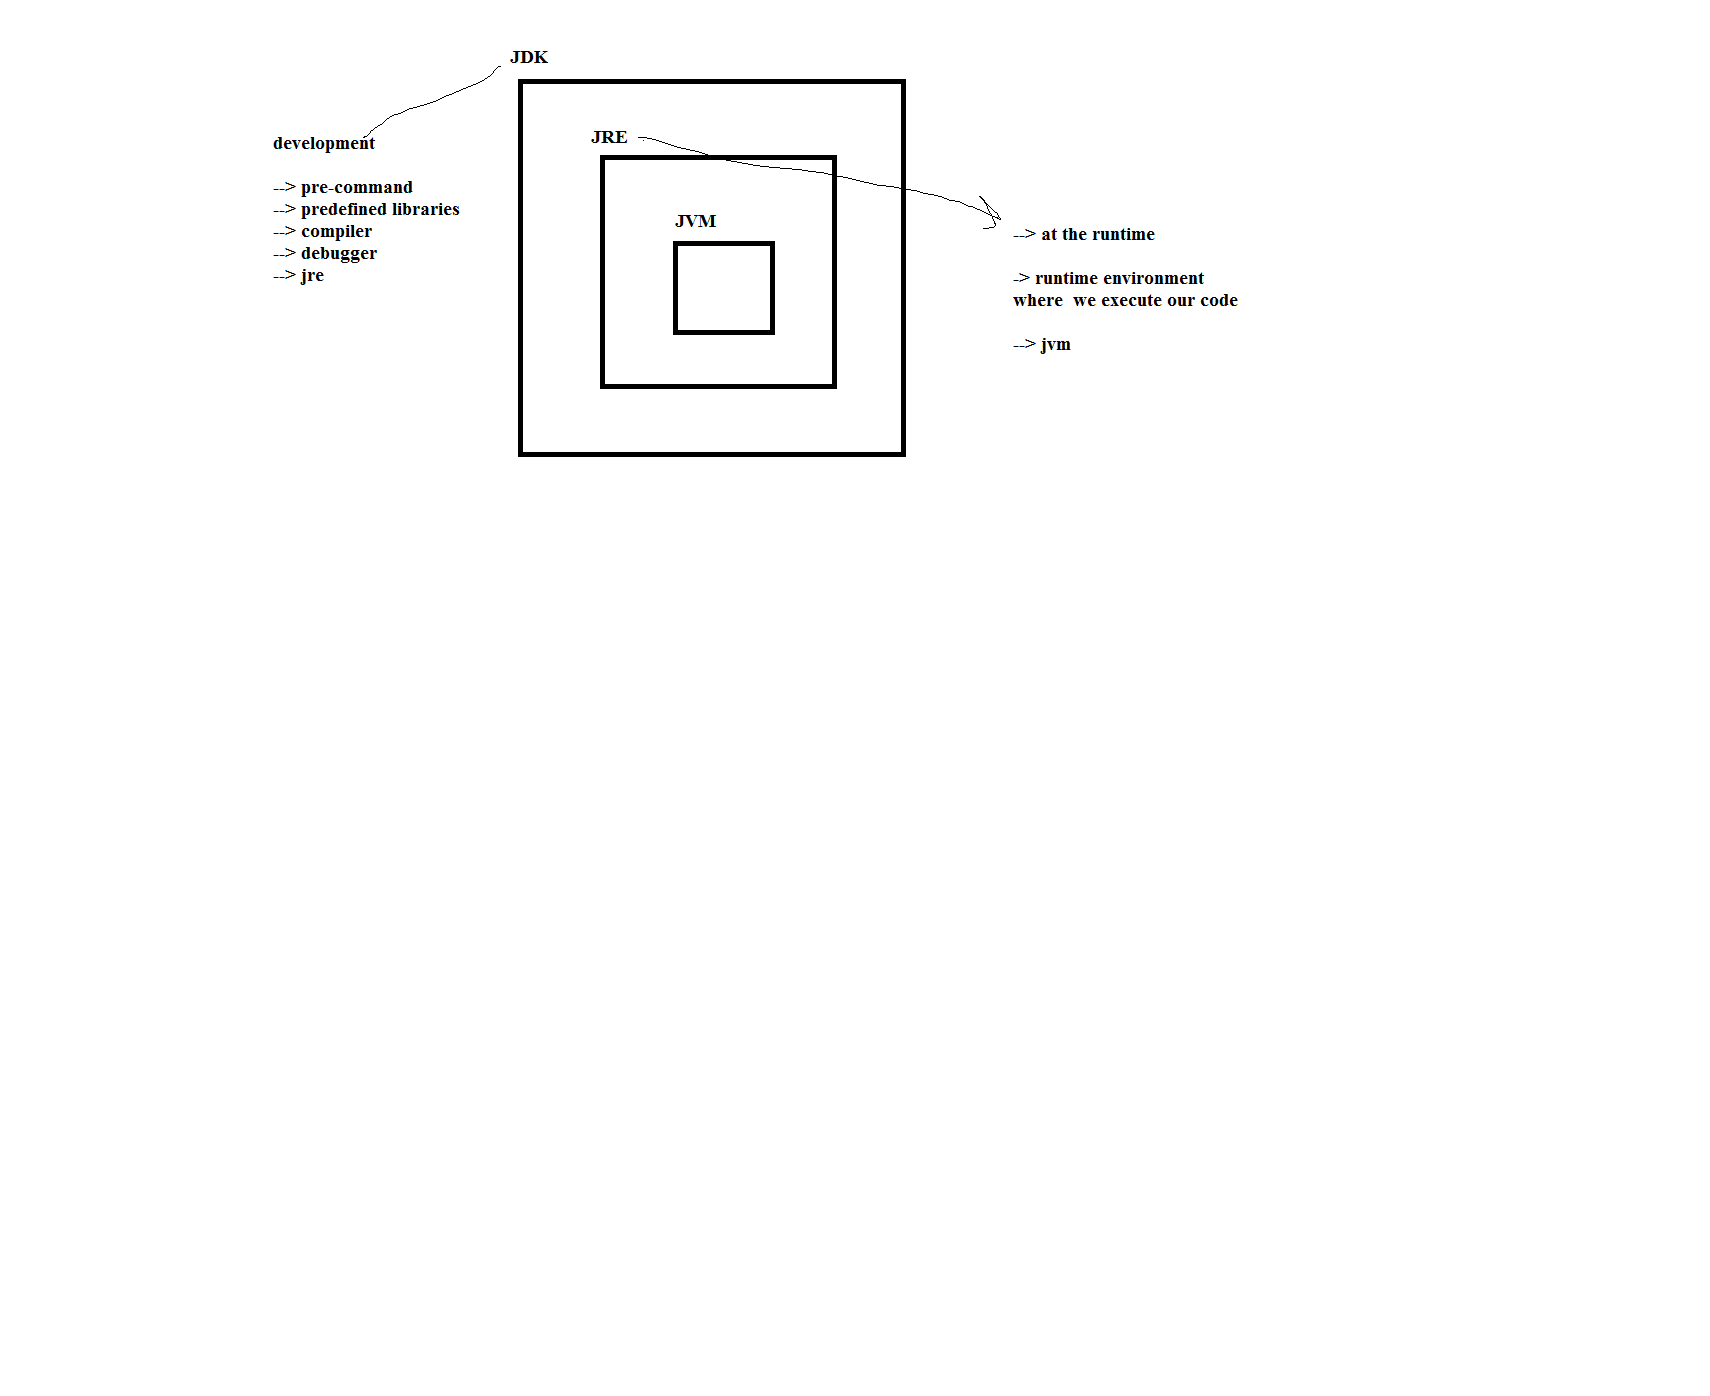 JDK
development
--> pre-command
--> predefined libraries
--> compiler
--> debugger
--> jre
JRE
JVM
--> at the runtime
-> runtime environment
where  we execute our code
--> jvm